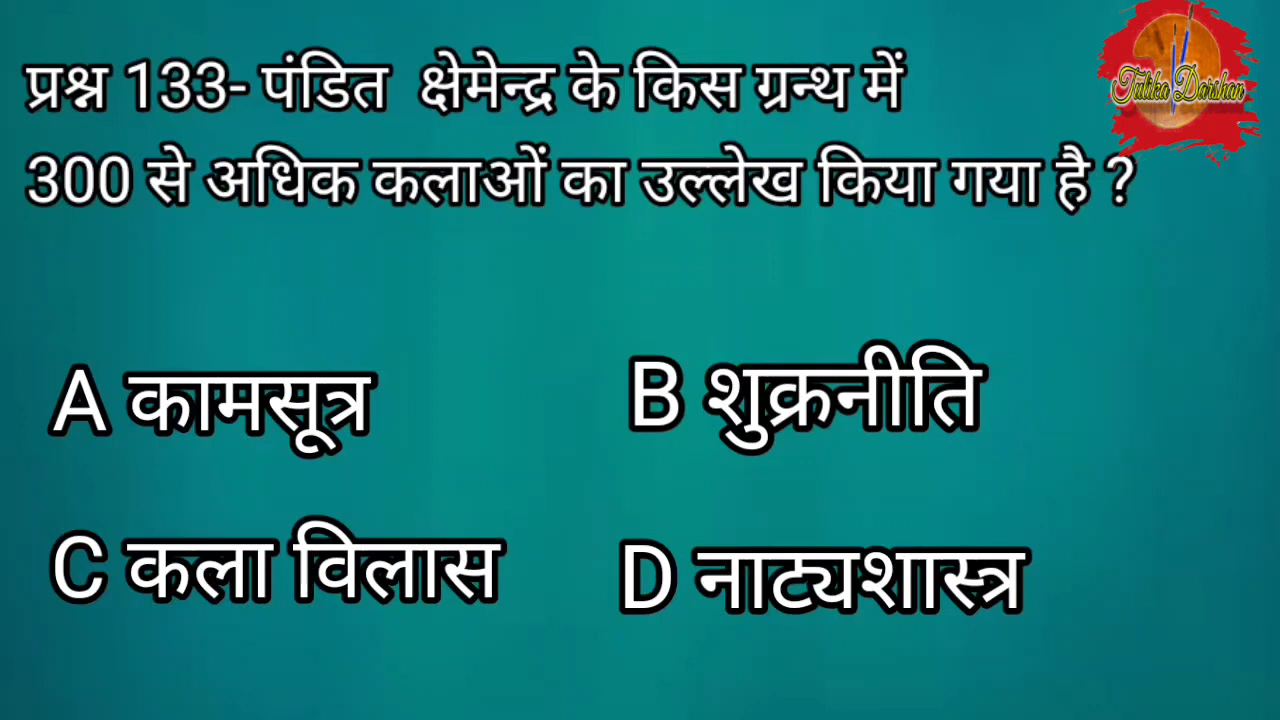 प्रश्न 133- पंडित क्षेमेन्द्र के किस ग्रन्थ में
300 से अधिक कलाओं का उल्लेख किया गया है ?
Tulika Darshan
A कामसूत्र
B शुक्रनीति
C कला विलास
D नाट्यशास्त्र